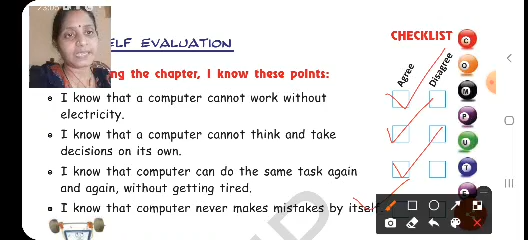 ELF EVALUATION
CHECKLIST
ng the chapter, I know these points:
Agree
Disagree
I know that a computer cannot work without
electricity.
I know that a computer cannot think and take
decisions on its own.
I know that computer can do the same task again
and again, without getting tired.
I know that computer never makes mistakes by itself.
C
O
M
P
U
T
E